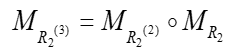 M_{R_2^{(3)}} = M_{R_2^{(2)}} ∘ M_{R_2}